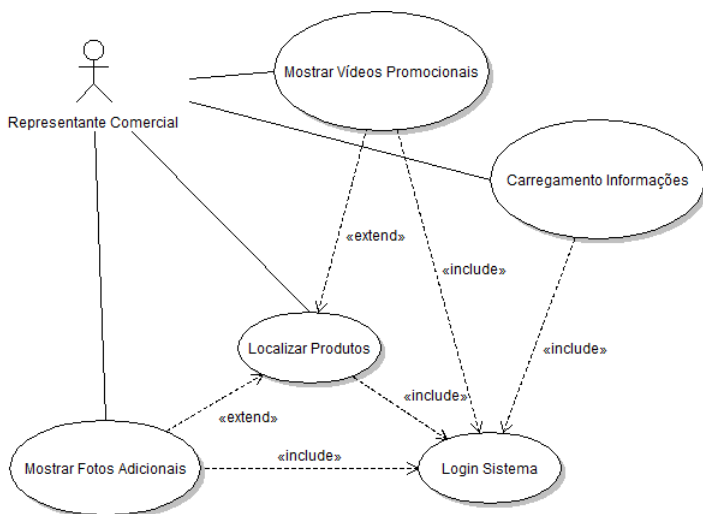 Mostrar Vídeos Promocionais
Representante Comercial
Carregamento Informações
«extend»
«include»
Localizar Produtos
«include»
«include»
«extend»
«include»
Mostrar Fotos Adicionais
Login Sistema